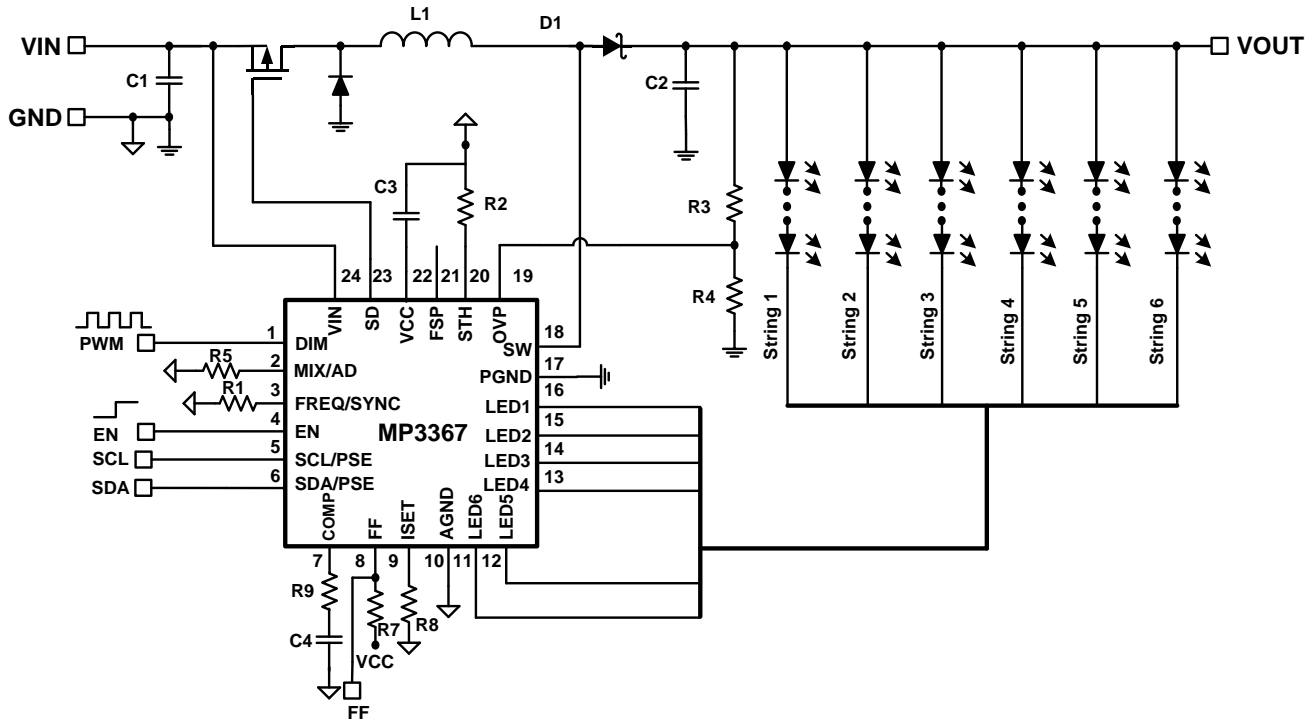 L1
D1
VIN
VOUT
C1
C2
GND
C3
R2
R3
R4
24
23
22
21
20
19
VIN
SD
VCC
FSP
STH
OVP
String 1
String 2
String 3
String 4
String 5
String 6
PWM
1
DIM
SW
18
R5
2
MIX/AD
PGND
17
R1
3
FREQ/SYNC
LED1
16
EN
4
EN
MP3367
LED2
15
SCL
5
SCL/PSE
LED3
14
SDA
6
SDA/PSE
LED4
13
COMP
FF
ISET
AGND
LED6
LED5
7
8
9
10
11
12
R9
R7
R8
C4
VCC
FF